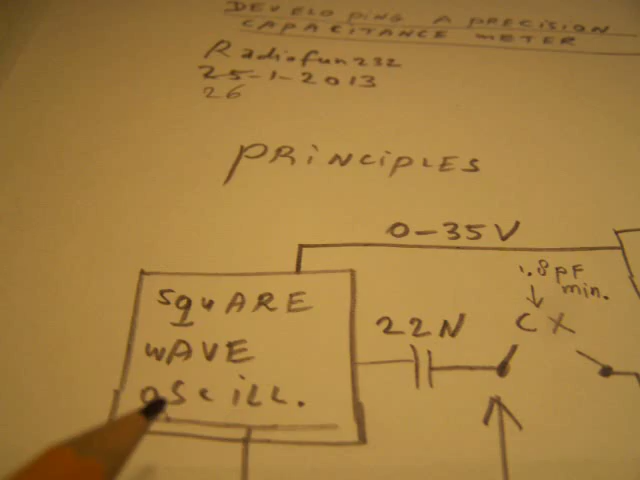 DEVELOPING A PRECISION
CAPACITANCE METER
Radiofun232
25-1-2013
26
PRINCIPLES
0-35V
1.8pF
min.
CX
22N
SquARE
WAVE
OSCiLL.